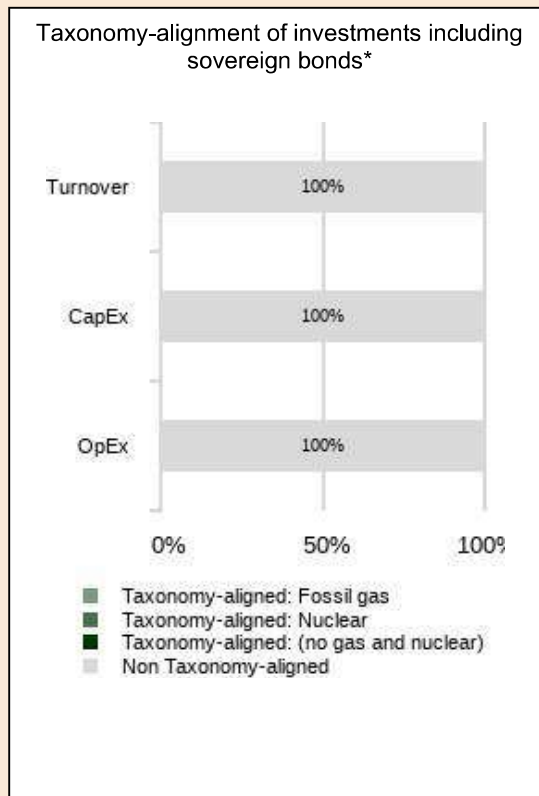 Taxonomy-alignment of investments including
sovereign bonds*
Turnover
100%
CapEx
100%
OpEx
100%
0% 50% 100%
Taxonomy-aligned: Fossil gas
Taxonomy-aligned: Nuclear
Taxonomy-aligned: (no gas and nuclear)
Non Taxonomy-aligned